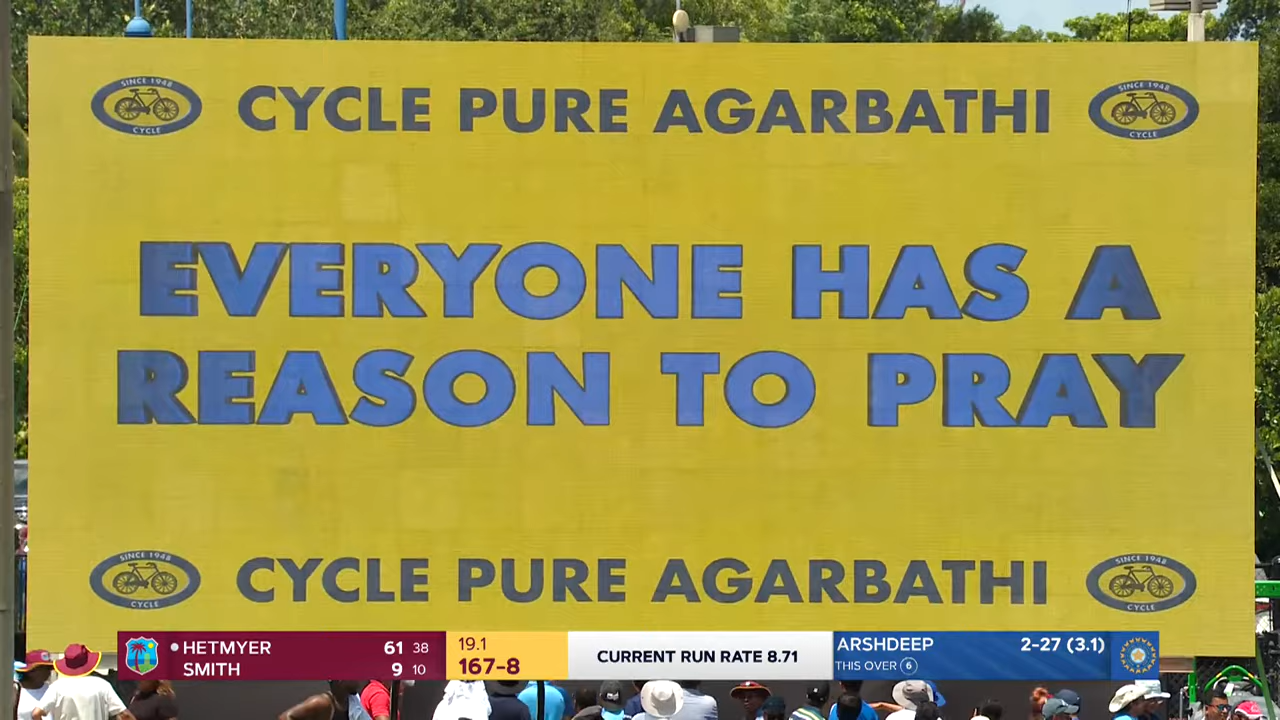 SINCE 1948
CYCLE
CYCLE PURE AGARBATHI
SINCE 1948
CYCLE
EVERYONE HAS A
REASON TO PRAY
SINCE 1948
CYCLE
CYCLE PURE AGARBATHI
SINCE 1948
CYCLE
HETMYER 61 38
SMITH 9 10
19.1
167-8
CURRENT RUN RATE 8.71
ARSHDEEP 2-27 (3.1)
THIS OVER 6